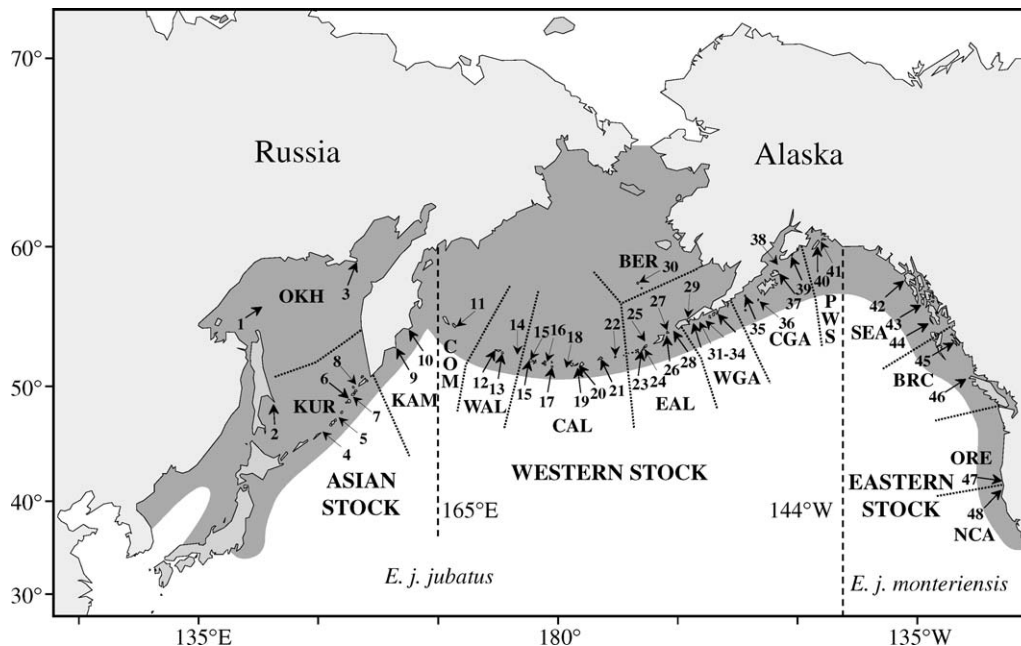 70°
Russia
Alaska
60°
BER
30
38
OKH
3
41
40
39
1
11
29
27
37
42
P
W
S
10
C
O
M
14
15
16
22
25
35
36
SEA
43
CGA
44
8
9
12
13
18
28
31-34
45
6
KAM
15
17
20
21
23
24
26
WGA
BRC
50°
KUR
7
WAL
19
EAL
46
2
5
CAL
4
ASIAN
STOCK
WESTERN STOCK
ORE
47
EASTERN
STOCK
40°
165°E
144°W
48
NCA
E. j. jubatus
E. j. monteriensis
30°
135°E
180°
135°W